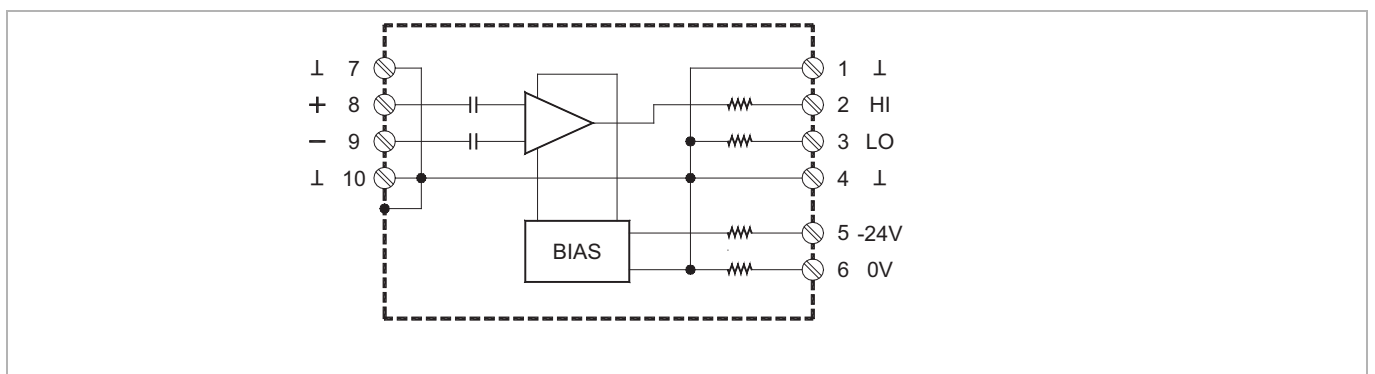 ⊥ 7
+ 8
− 9
⊥ 10
1 ⊥
2 HI
3 LO
4 ⊥
5 -24V
6 0V
BIAS